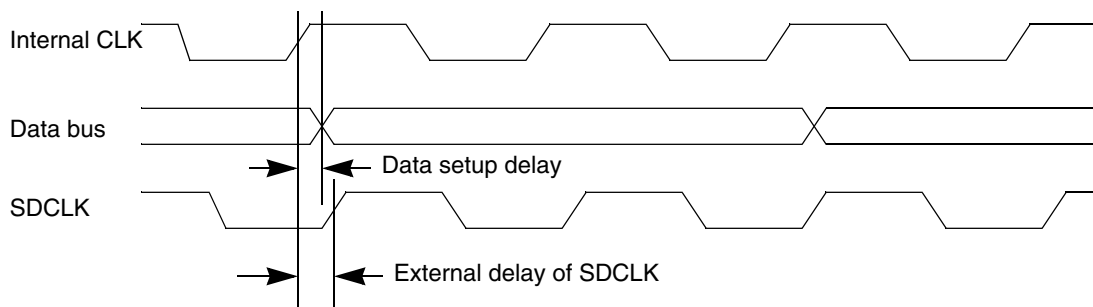 Internal CLK
Data bus
Data setup delay
SDCLK
External delay of SDCLK